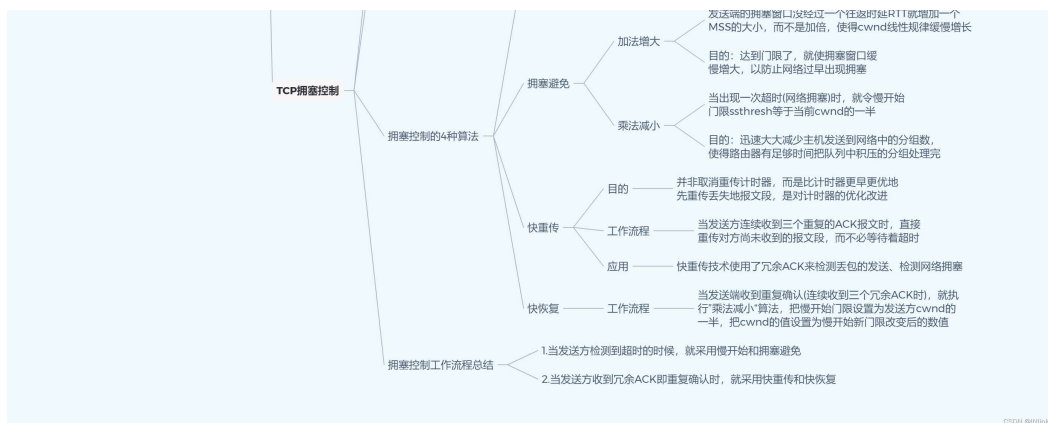 发送端的拥塞窗口没经过一个往返时延RTT就增加一个
MSS的大小，而不是加倍，使得cwnd线性规律缓慢增长
加法增大
目的：达到门限了，就使拥塞窗口缓
慢增大，以防止网络过早出现拥塞
拥塞避免
TCP拥塞控制
当出现一次超时(网络拥塞)时，就令慢开始
门限ssthresh等于当前cwnd的一半
乘法减小
拥塞控制的4种算法
目的：迅速大大减少主机发送到网络中的分组数，
使得路由器有足够时间把队列中积压的分组处理完
目的
并非取消重传计时器，而是比计时器更早更优地
先重传丢失地报文段，是对计时器的优化改进
快重传
工作流程
当发送方连续收到三个重复的ACK报文时，直接
重传对方尚未收到的报文段，而不必等待着超时
应用
快重传技术使用了冗余ACK来检测丢包的发送、检测网络拥塞
快恢复
工作流程
当发送端收到重复确认(连续收到三个冗余ACK时)，就执
行"乘法减小"算法，把慢开始门限设置为发送方cwnd的
一半，把cwnd的值设置为慢开始新门限改变后的数值
拥塞控制工作流程总结
1.当发送方检测到超时的时候，就采用慢开始和拥塞避免
2.当发送方收到冗余ACK即重复确认时，就采用快重传和快恢复